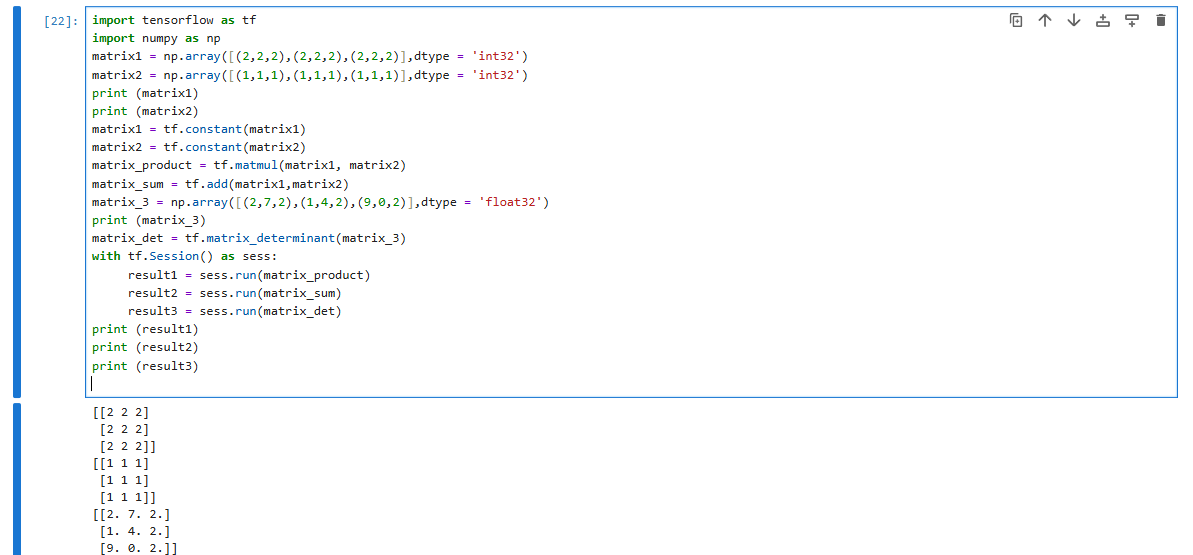 [22]: import tensorflow as tf
import numpy as np
matrix1 = np.array([(2,2,2),(2,2,2),(2,2,2)],dtype = 'int32')
matrix2 = np.array([(1,1,1),(1,1,1),(1,1,1)],dtype = 'int32')
print (matrix1)
print (matrix2)
matrix1 = tf.constant(matrix1)
matrix2 = tf.constant(matrix2)
matrix_product = tf.matmul(matrix1, matrix2)
matrix_sum = tf.add(matrix1,matrix2)
matrix_3 = np.array([(2,7,2),(1,4,2),(9,0,2)],dtype = 'float32')
print (matrix_3)
matrix_det = tf.matrix_determinant(matrix_3)
with tf.Session() as sess:
     result1 = sess.run(matrix_product)
     result2 = sess.run(matrix_sum)
     result3 = sess.run(matrix_det)
print (result1)
print (result2)
print (result3)
[[2 2 2]
 [2 2 2]
 [2 2 2]]
[[1 1 1]
 [1 1 1]
 [1 1 1]]
[[2. 7. 2.]
 [1. 4. 2.]
 [9. 0. 2.]]